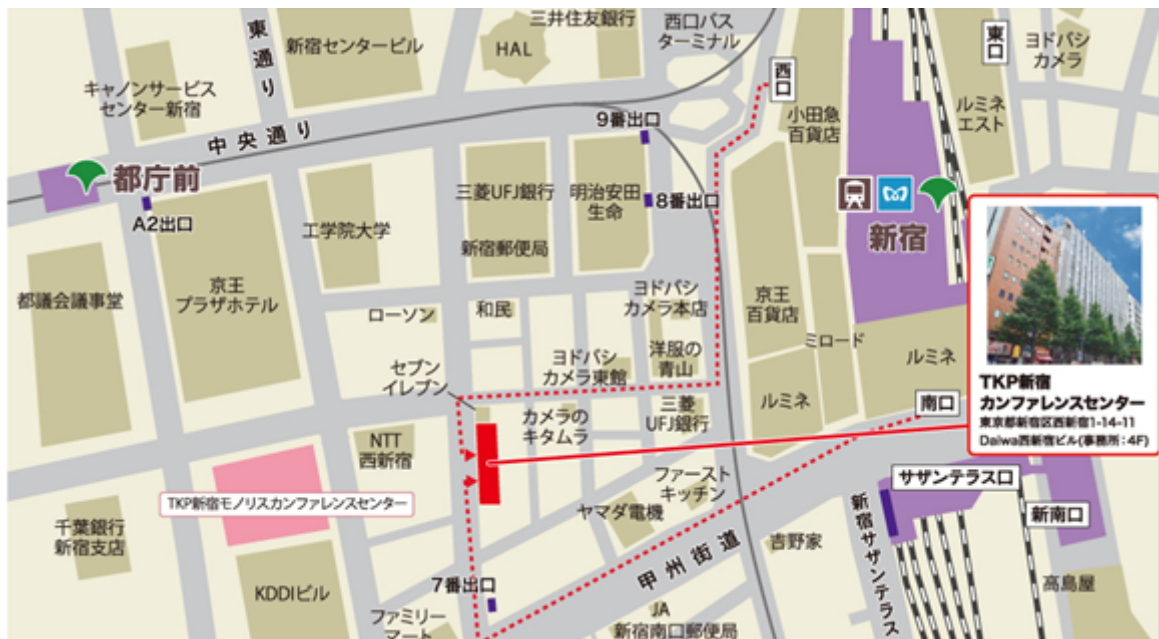 三井住友銀行
西口バス
ターミナル
東通り
新宿センタービル
HAL
東口
ヨドバシ
カメラ
キヤノンサービス
センター新宿
西口
小田急
百貨店
ルミネ
エスト
中央通り
9番出口
都庁前
A2出口
三菱UFJ銀行
明治安田
生命
8番出口
新宿
工学院大学
新宿郵便局
都議会議事堂
京王
プラザホテル
ローソン
和民
ヨドバシ
カメラ本店
京王
百貨店
ミロード
ルミネ
セブン
イレブン
ヨドバシ
カメラ東館
洋服の
青山
TKP新宿
カンファレンスセンター
東京都新宿区西新宿1-14-11
Daiwa西新宿ビル(事務所:4F)
カメラの
キタムラ
三菱
UFJ銀行
ルミネ
南口
NTT
西新宿
ファースト
キッチン
サザンテラス口
TKP新宿モノリスカンファレンスセンター
ヤマダ電機
新南口
千葉銀行
新宿支店
甲州街道
吉野家
新宿サザンテラス
KDDIビル
7番出口
高島屋
ファミリー
マート
JA
新宿南口郵便局